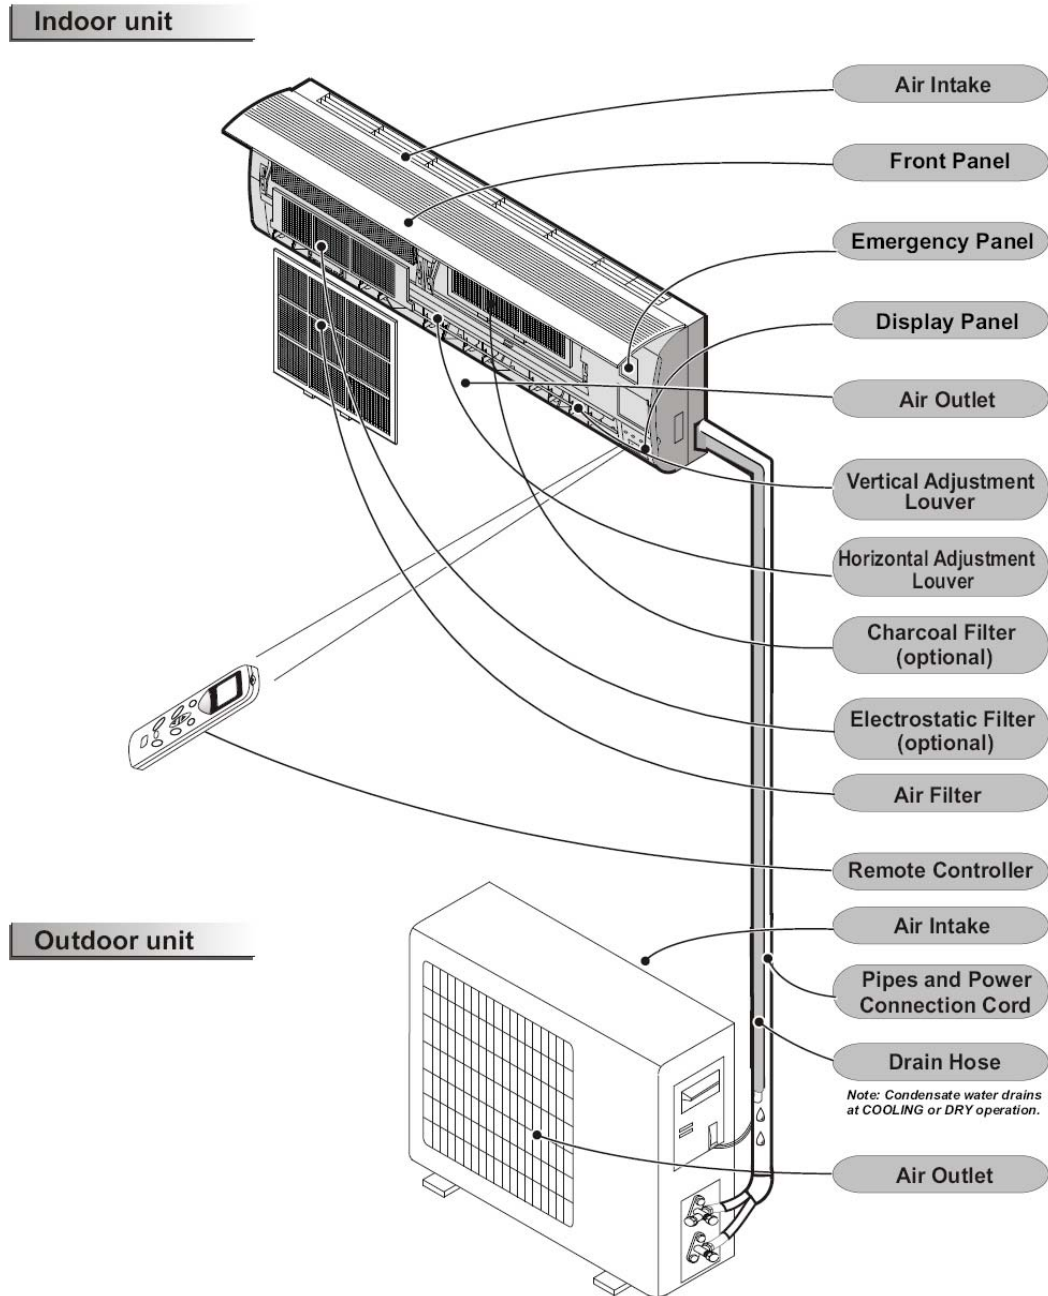 Indoor unit
Air Intake
Front Panel
Emergency Panel
Display Panel
Air Outlet
Vertical Adjustment
Louver
Horizontal Adjustment
Louver
Charcoal Filter
(optional)
Electrostatic Filter
(optional)
Air Filter
Remote Controller
Outdoor unit
Air Intake
Pipes and Power
Connection Cord
Drain Hose
Note: Condensate water drains
at COOLING or DRY operation.
Air Outlet